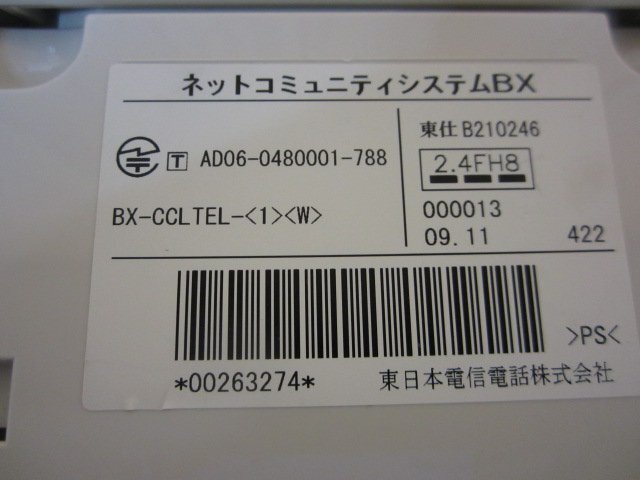 ネットコミュニティシステムBX
東仕 B210246
T AD06-0480001-788
2.4FH8
BX-CCLTEL-<1><W>
000013
09.11 422
>PS<
*00263274*
東日本電信電話株式会社